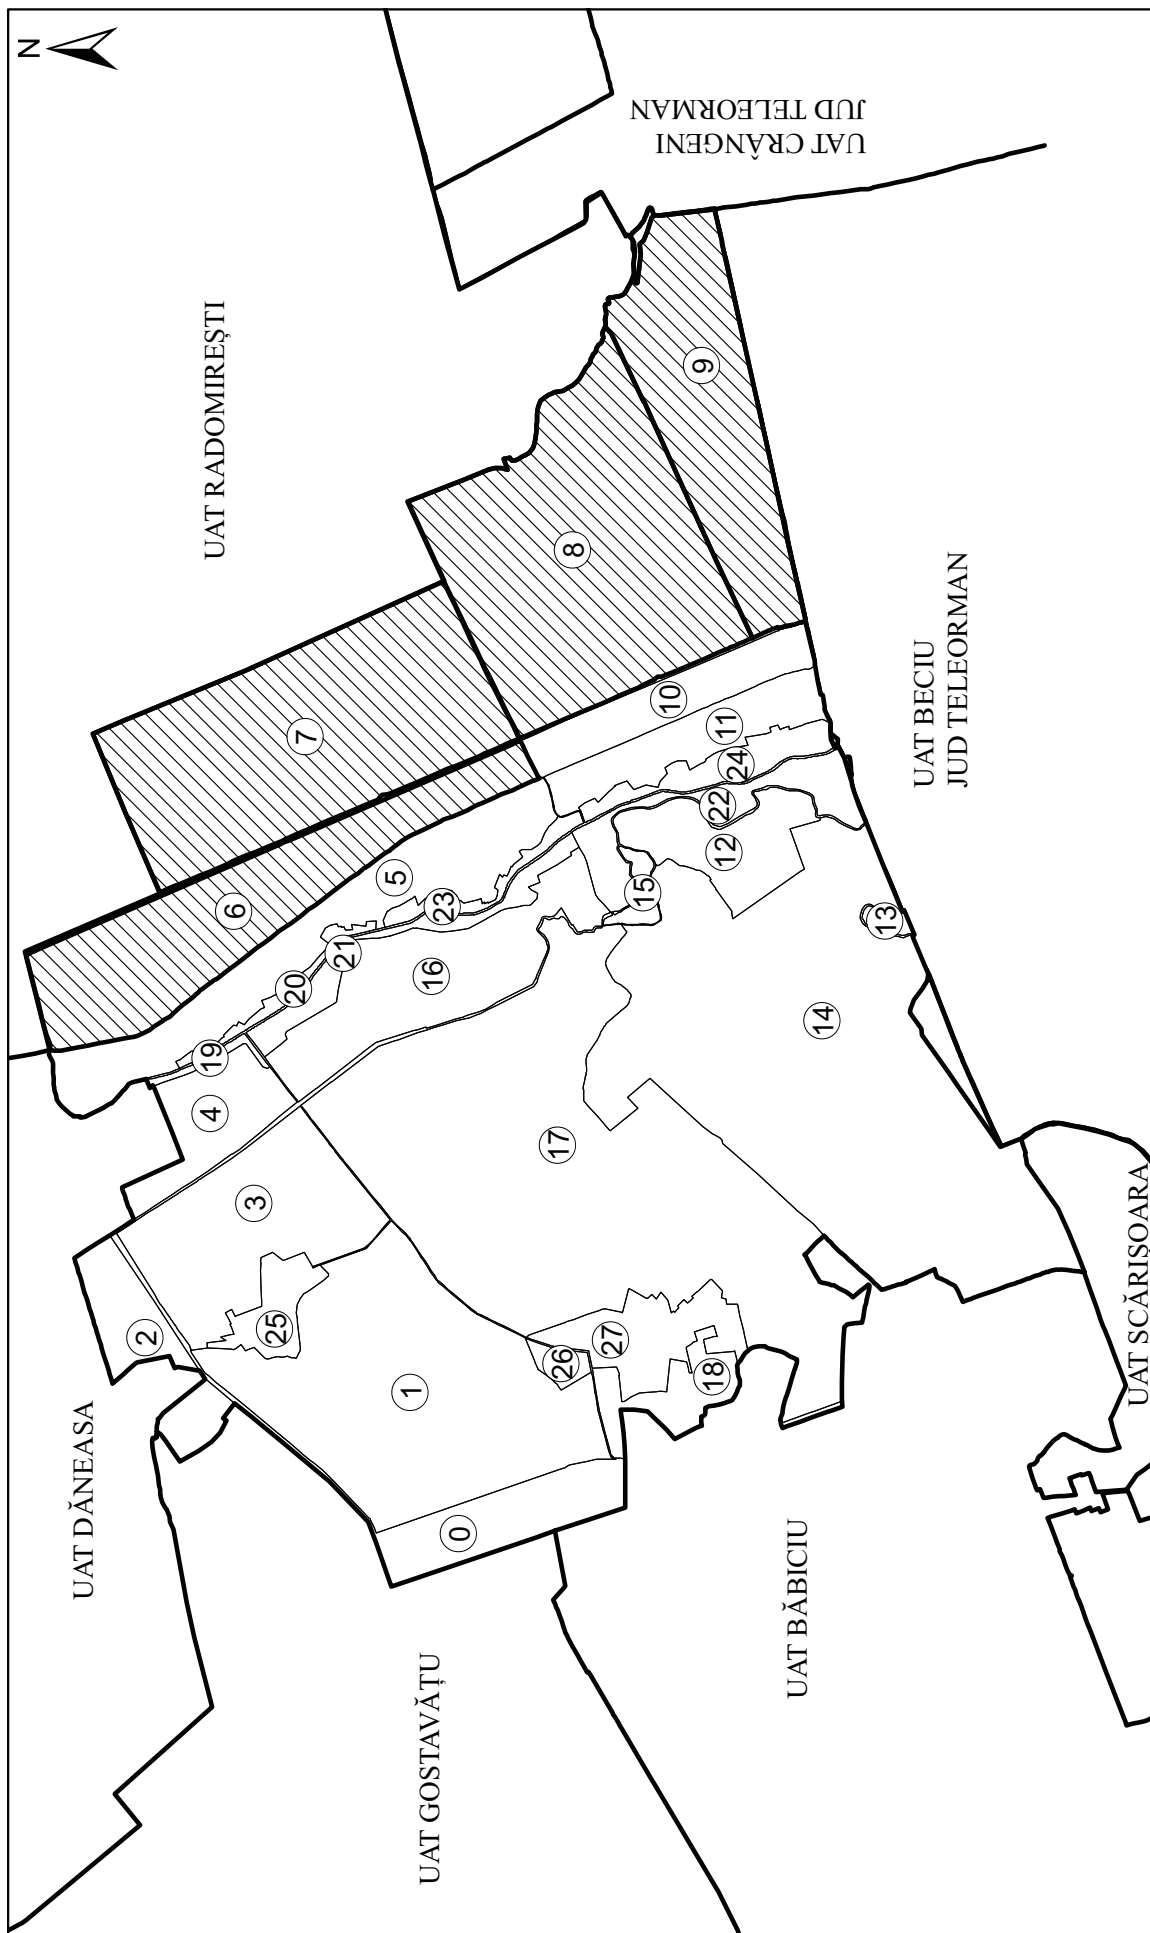 N
UAT DĂNEASA
UAT RADOMIREȘTI
UAT CRÂNGENI
JUD TELEORMAN
UAT GOSTAVĂȚU
UAT BĂBICIU
UAT BECIU
JUD TELEORMAN
UAT SCĂRIȘOARA
0
1
2
3
4
5
6
7
8
9
10
11
12
13
14
15
16
17
18
19
20
21
22
23
24
25
26
27